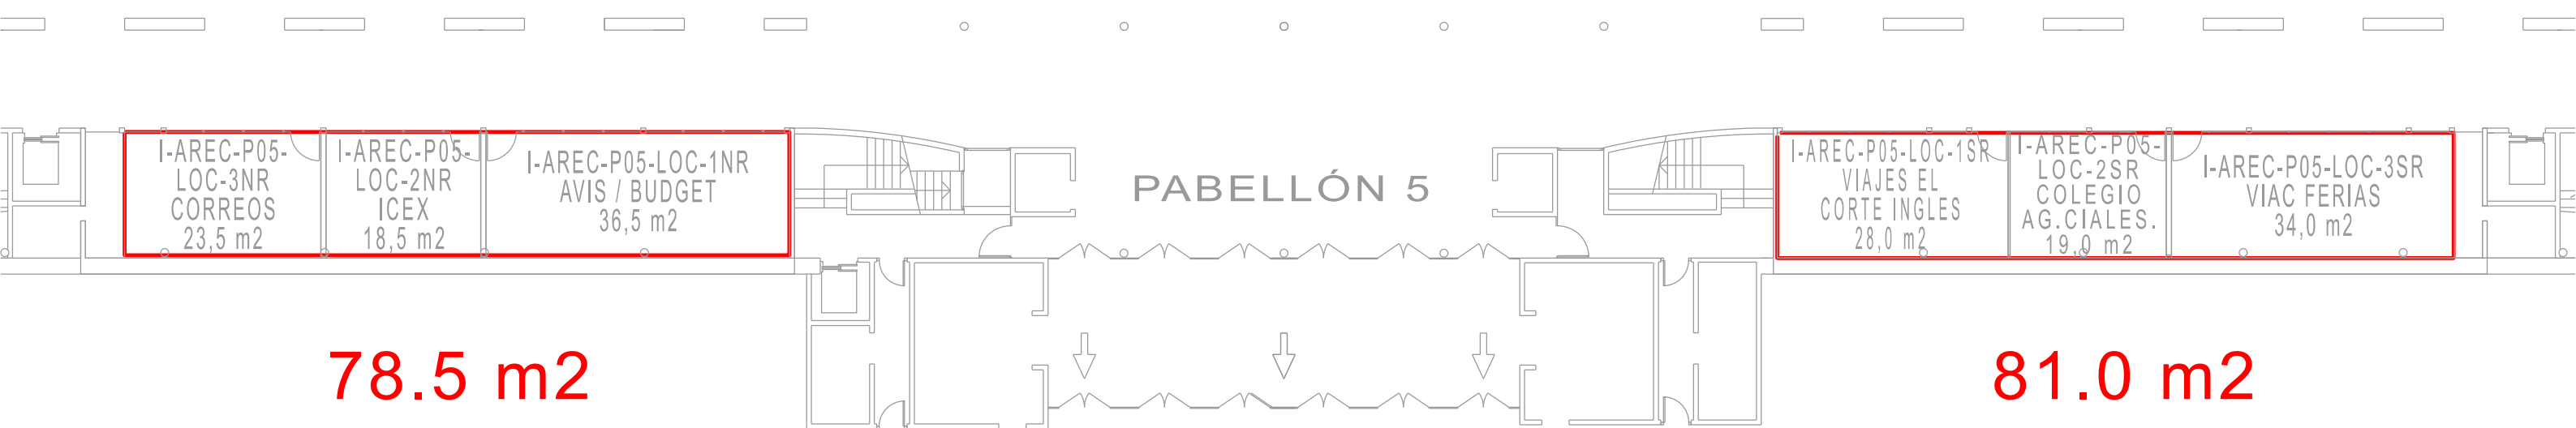 I-AREC-P05-
LOC-3NR
CORREOS
23,5 m2
I-AREC-P05-
LOC-2NR
ICEX
18,5 m2
I-AREC-P05-LOC-1NR
AVIS / BUDGET
36,5 m2
PABELLÓN 5
I-AREC-P05-LOC-1SR
VIAJES EL
CORTE INGLES
28,0 m2
I-AREC-P05-
LOC-2SR
COLEGIO
AG.CIALES.
19,0 m2
I-AREC-P05-LOC-3SR
VIAC FERIAS
34,0 m2
78.5 m2
81.0 m2